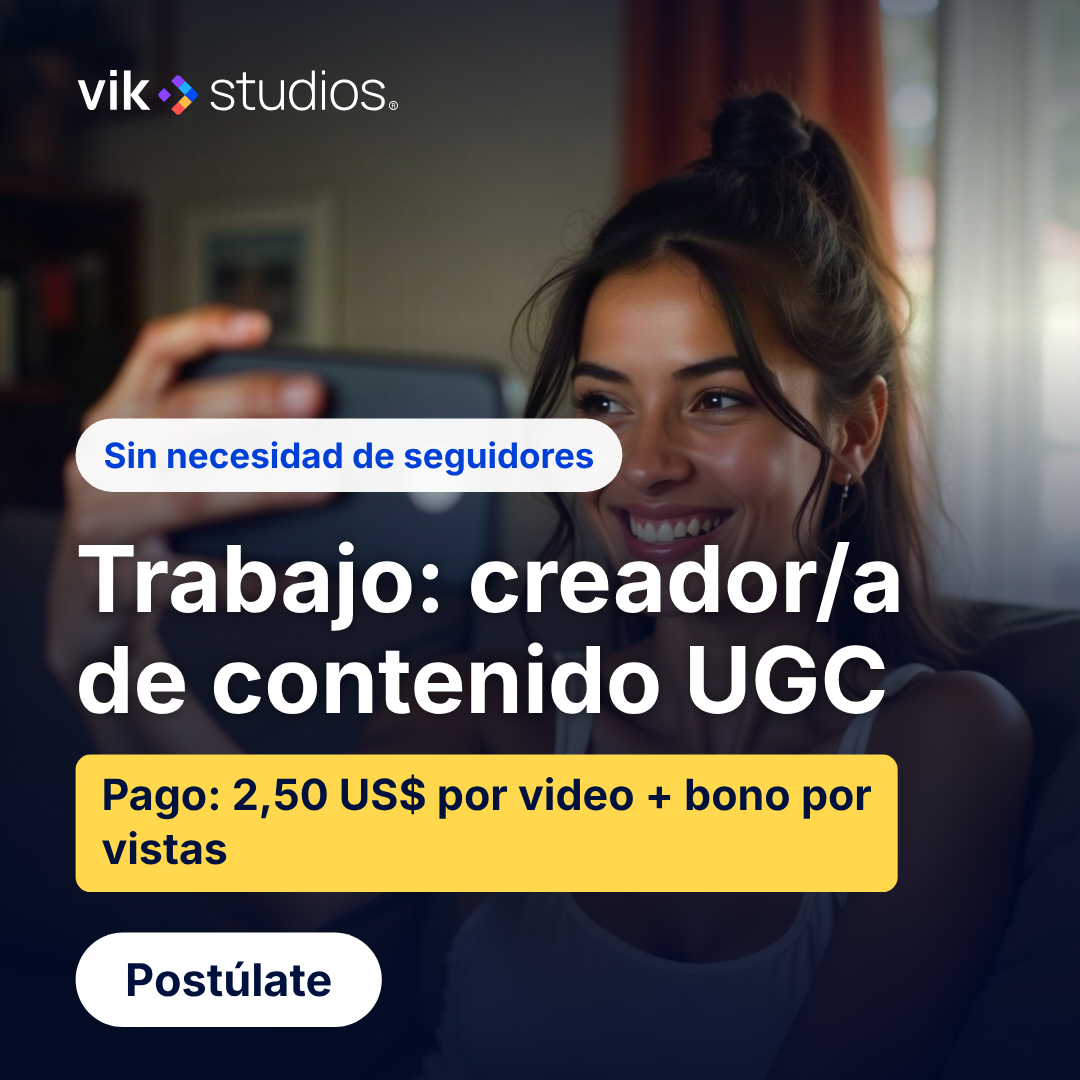 vik studios®
Sin necesidad de seguidores
Trabajo: creador/a
de contenido UGC
Pago: 2,50 US$ por video + bono por
vistas
Postúlate